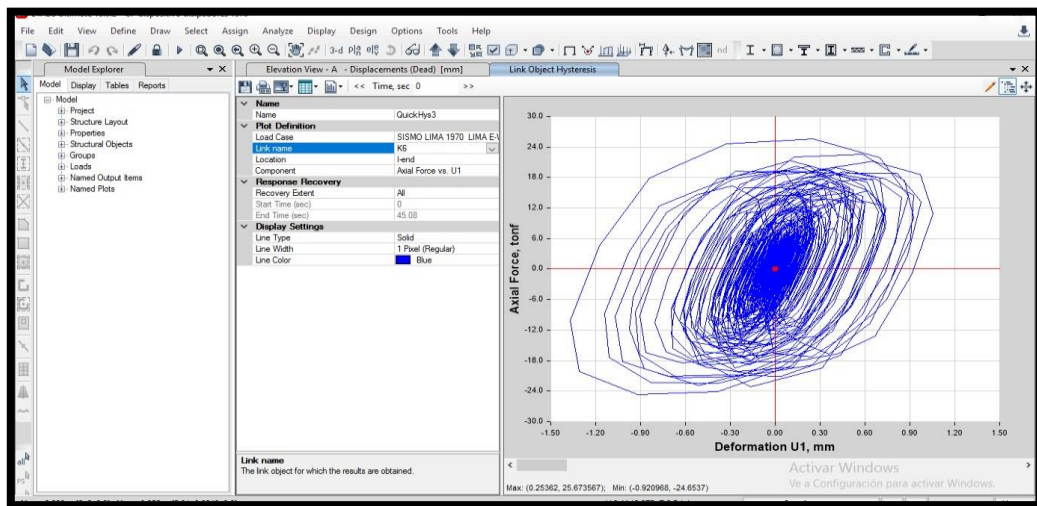 File Edit View Define Draw Select Assign Analyze Display Design Options Tools Help
3-d
nd
Model Explorer
Elevation View - A - Displacements (Dead) [mm]
Link Object Hysteresis
Model Display Tables Reports
<< Time, sec 0 >>
Model
Project
Structure Layout
Properties
Structural Objects
Groups
Loads
Named Output Items
Named Plots
Name
Name QuickHys3
Plot Definition
Load Case SISMO LIMA 1970 LIMA E-W
Link name K6
Location I-end
Component Axial Force vs. U1
Response Recovery
Recovery Extent All
Start Time (sec) 0
End Time (sec) 45.08
Display Settings
Line Type Solid
Line Width 1 Pixel (Regular)
Line Color Blue
Link name
The link object for which the results are obtained.
Axial Force, tonf
30.0
24.0
18.0
12.0
6.0
0.0
-6.0
-12.0
-18.0
-24.0
-30.0
-1.50 -1.20 -0.90 -0.60 -0.30 0.00 0.30 0.60 0.90 1.20 1.50
Deformation U1, mm
Max: (0.25362, 25.673567); Min: (-0.920968, -24.6537)
Activar Windows
Ve a Configuración para activar Windows.
all